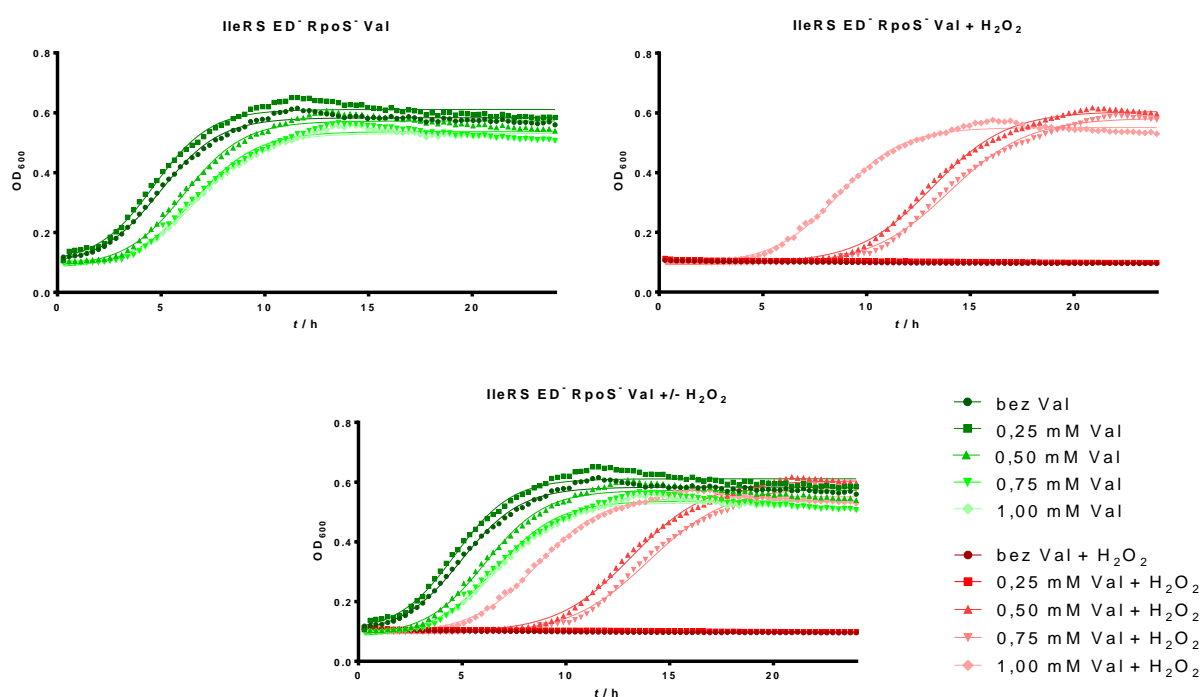 IleRS ED⁻ RpoS⁻ Val
0.8
0.6
0.4
0.2
0.0
OD₆₀₀
0 5 10 15 20
t / h
IleRS ED⁻ RpoS⁻ Val + H₂O₂
0.8
0.6
0.4
0.2
0.0
OD₆₀₀
0 5 10 15 20
t / h
IleRS ED⁻ RpoS⁻ Val +/- H₂O₂
0.8
0.6
0.4
0.2
0.0
OD₆₀₀
0 5 10 15 20
t / h
bez Val
0,25 mM Val
0,50 mM Val
0,75 mM Val
1,00 mM Val
bez Val + H₂O₂
0,25 mM Val + H₂O₂
0,50 mM Val + H₂O₂
0,75 mM Val + H₂O₂
1,00 mM Val + H₂O₂